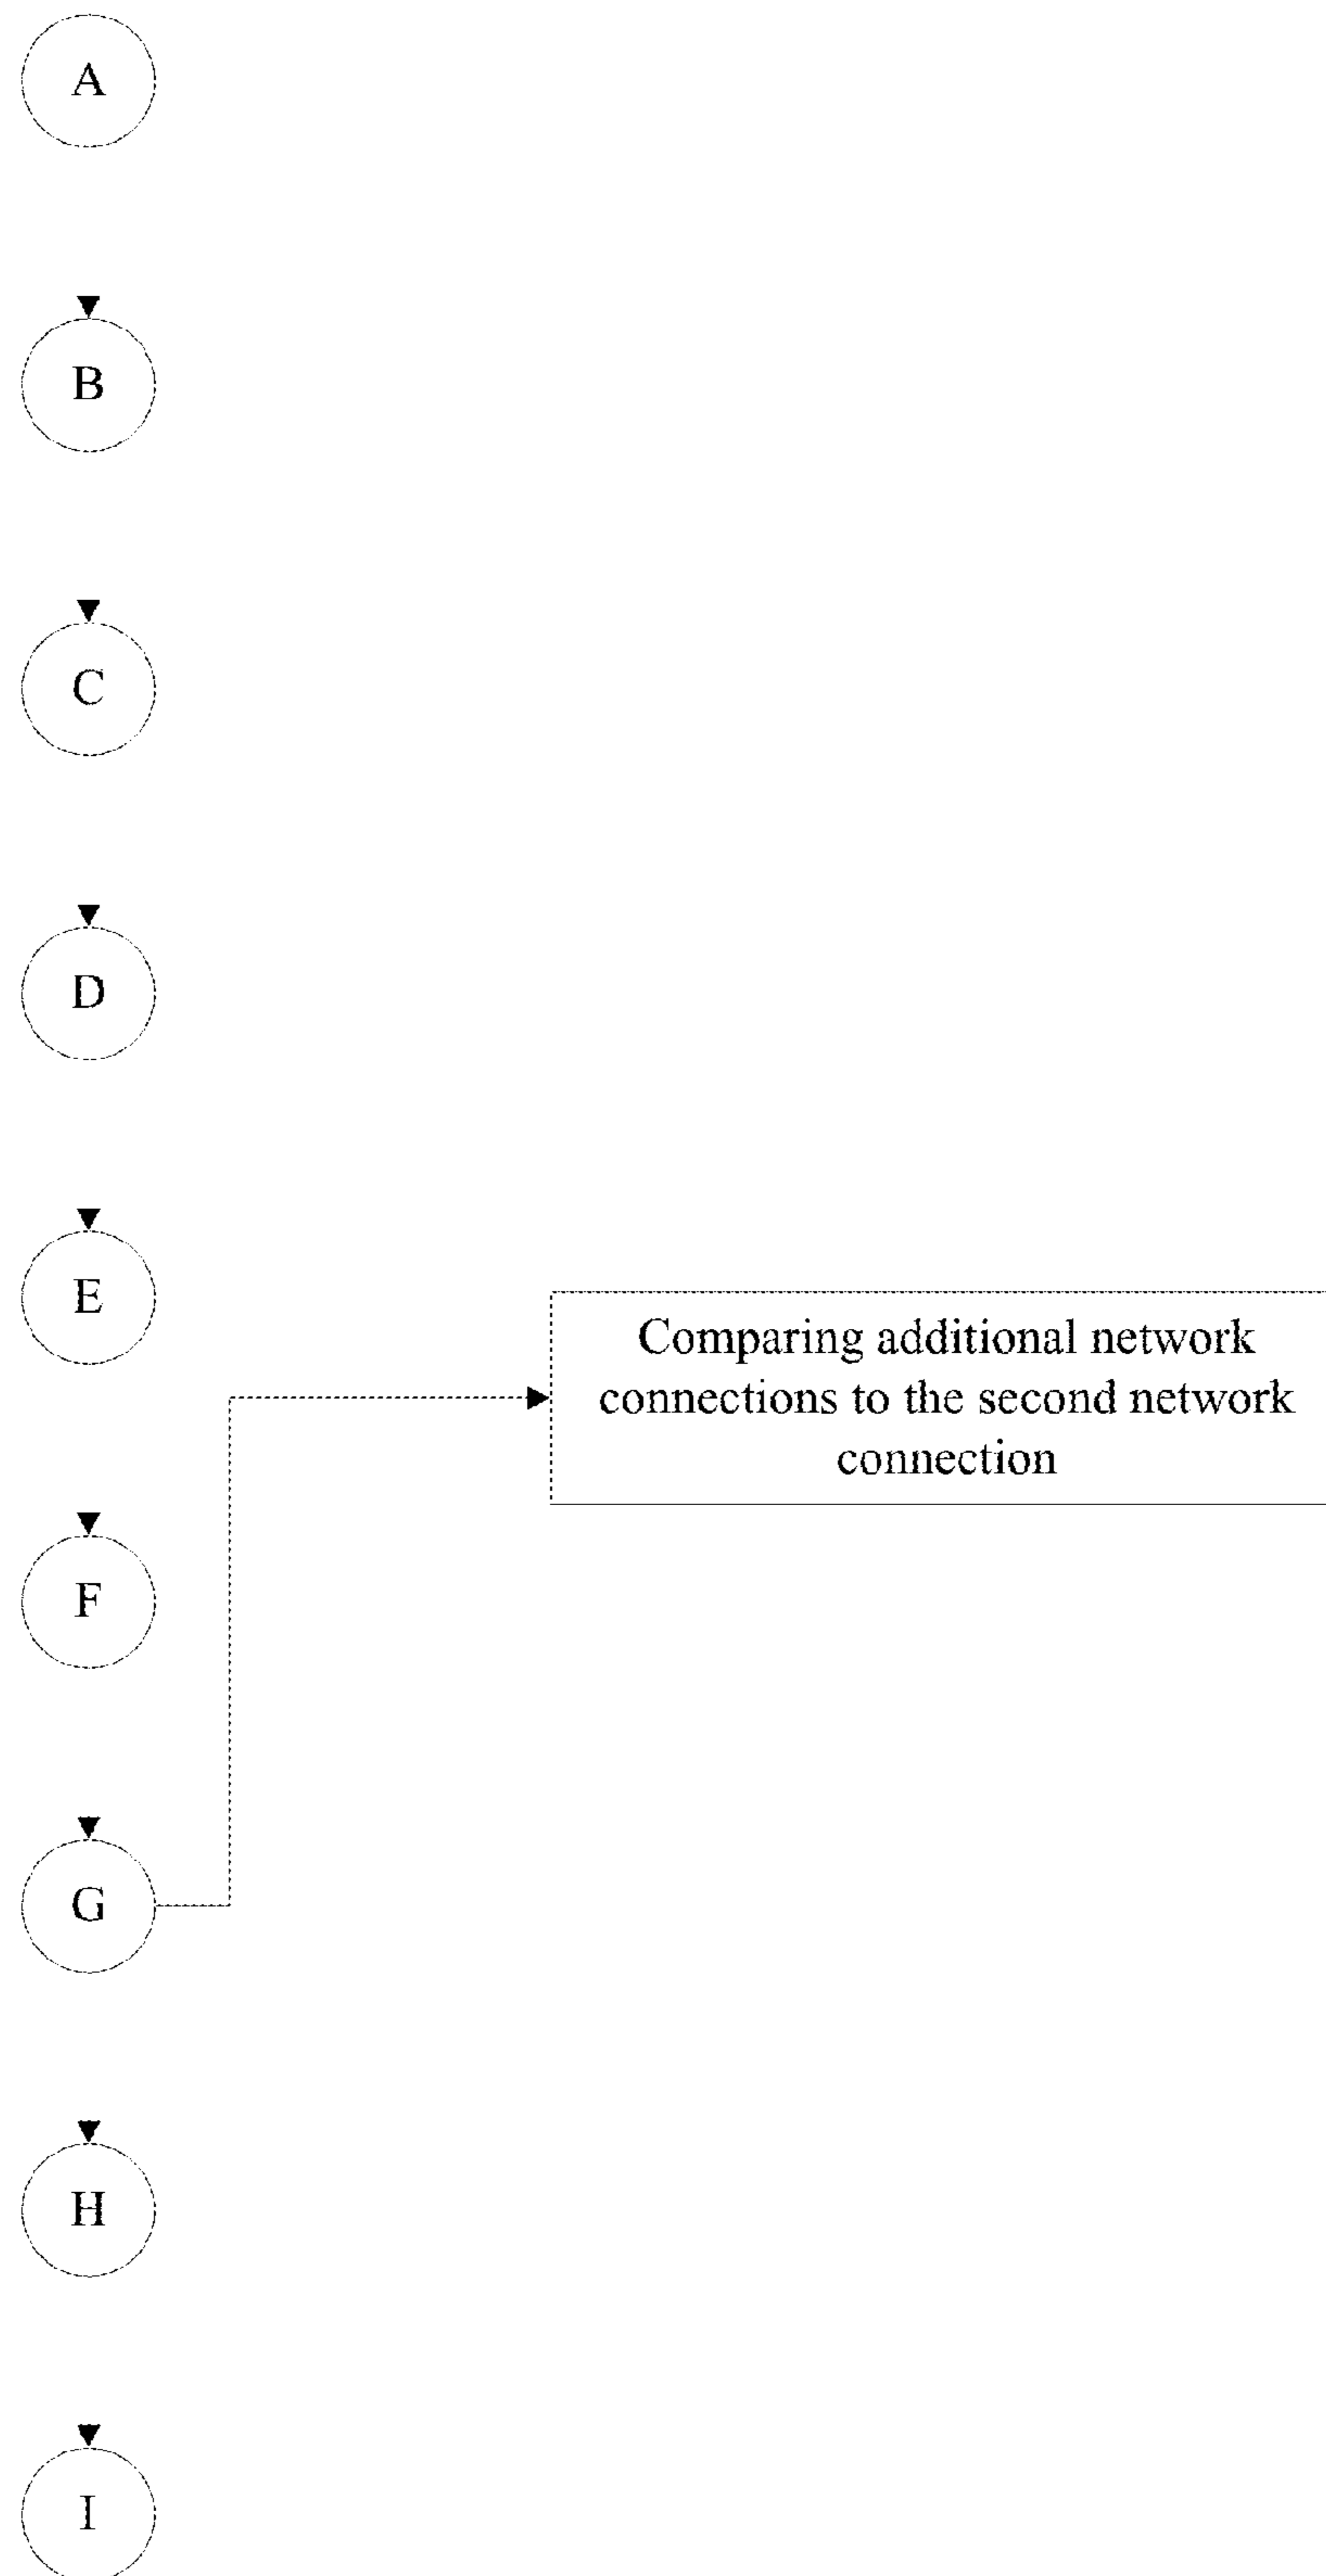 A
B
C
D
E
Comparing additional network
connections to the second network
connection
F
G
H
I